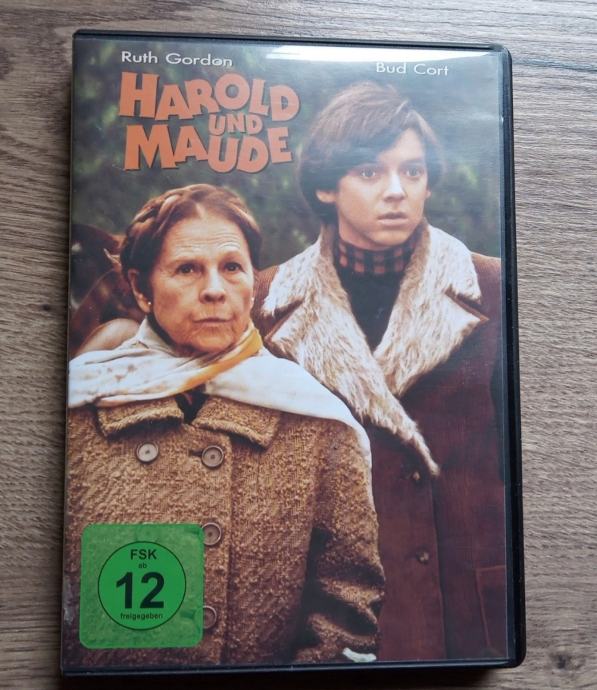 Ruth Gordon
Bud Cort
HAROLD
UND
MAUDE
FSK
ab
12
freigegeben